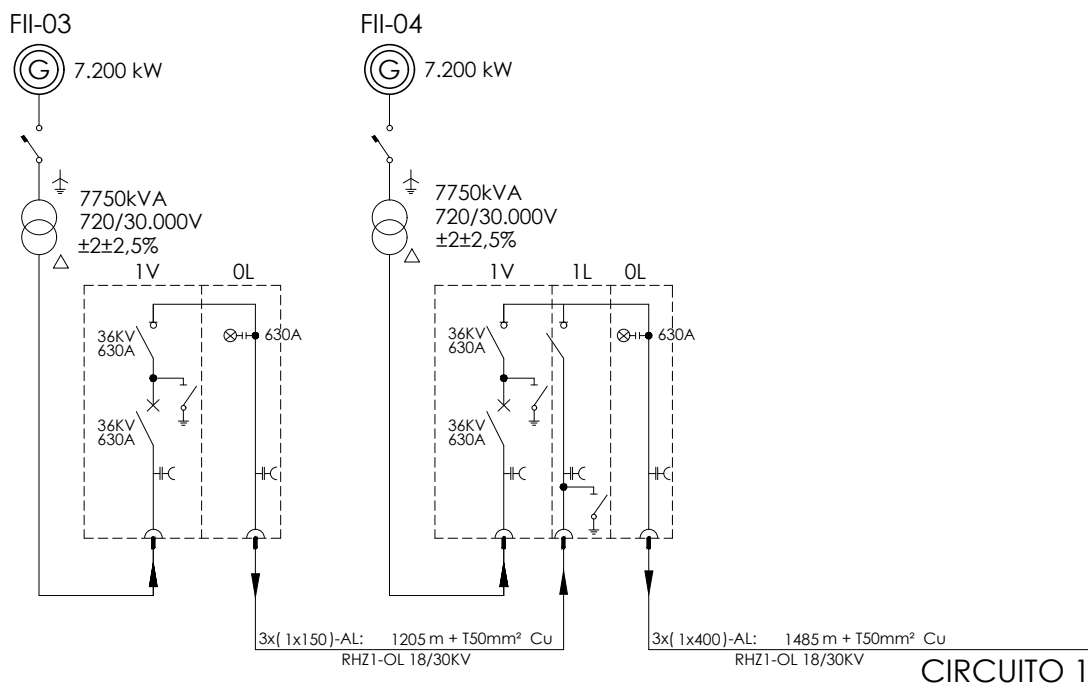 FII-03
G
7.200 kW
7750kVA
720/30.000V
±2±2,5%
1V
0L
36KV
630A
630A
36KV
630A
FII-04
G
7.200 kW
7750kVA
720/30.000V
±2±2,5%
1V
1L
0L
36KV
630A
630A
36KV
630A
3x( 1x150)-AL: 1205 m + T50mm² Cu
RHZ1-OL 18/30KV
3x( 1x400)-AL: 1485 m + T50mm² Cu
RHZ1-OL 18/30KV
CIRCUITO 1